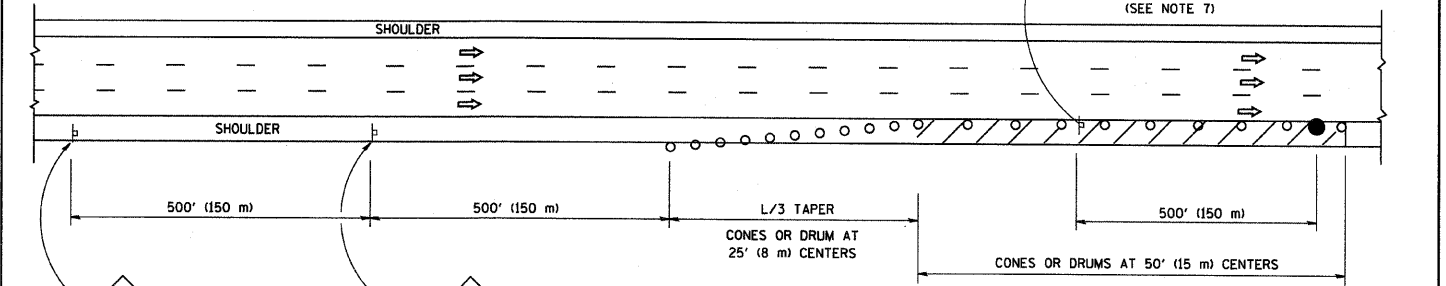 (SEE NOTE 7)
SHOULDER
SHOULDER
500' (150 m)
500' (150 m)
L/3 TAPER
500' (150 m)
CONES OR DRUM AT
25' (8 m) CENTERS
CONES OR DRUMS AT 50' (15 m) CENTERS